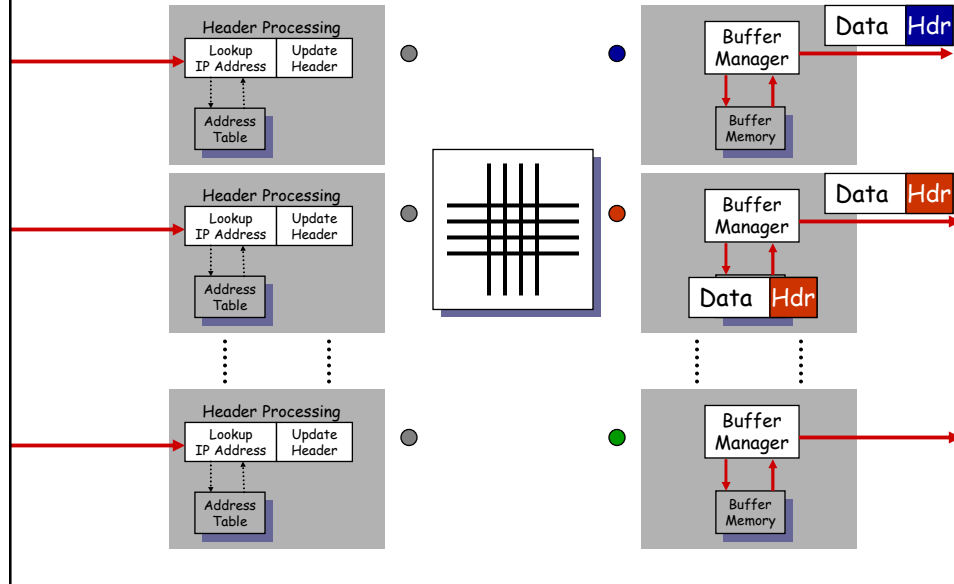 Header Processing
Lookup
IP Address
Update
Header
Address
Table
Buffer
Manager
Buffer
Memory
Data
Hdr
Header Processing
Lookup
IP Address
Update
Header
Address
Table
Buffer
Manager
Data
Hdr
Data
Hdr
Header Processing
Lookup
IP Address
Update
Header
Address
Table
Buffer
Manager
Buffer
Memory